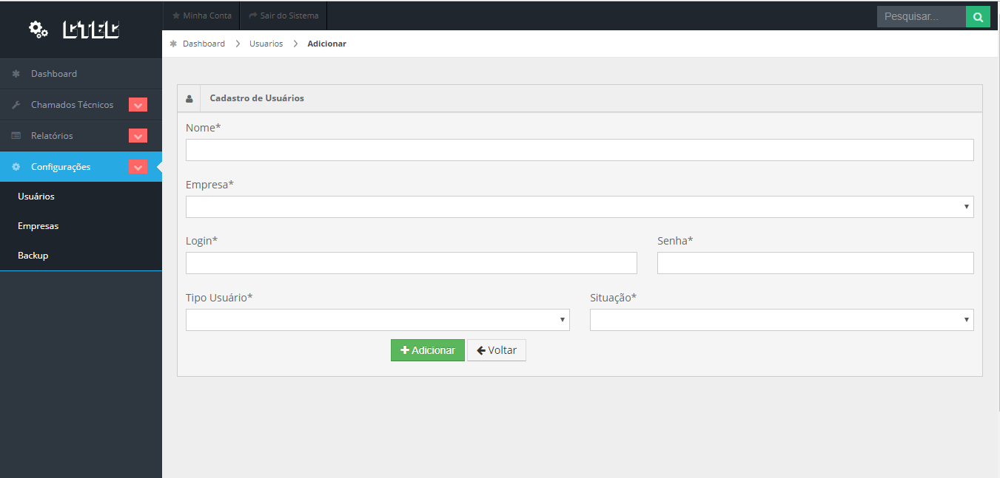 CTEC
Minha Conta
Sair do Sistema
Pesquisar...
Dashboard
Usuarios
Adicionar
Dashboard
Chamados Técnicos
Relatórios
Configurações
Usuários
Empresas
Backup
Cadastro de Usuários
Nome*
Empresa*
Login*
Senha*
Tipo Usuário*
Situação*
Adicionar
Voltar